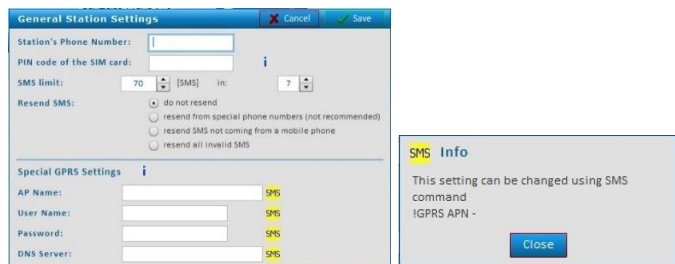 General Station Settings
Cancel
Save
Station's Phone Number:
PIN code of the SIM card:
i
SMS limit: 70 [SMS] in: 7
Resend SMS: do not resend
resend from special phone numbers (not recommended)
resend SMS not coming from a mobile phone
resend all invalid SMS
Special GPRS Settings i
AP Name: SMS
User Name: SMS
Password: SMS
DNS Server: SMS
SMS Info
This setting can be changed using SMS
command
!GPRS APN -
Close